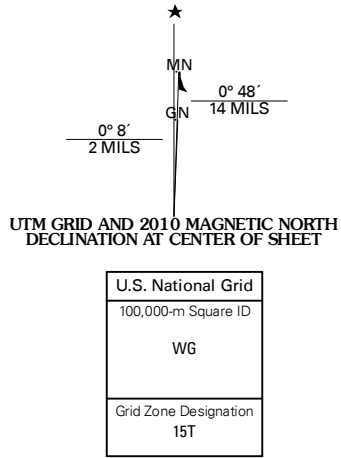 MN
0° 48´
14 MILS
GN
0° 8´
2 MILS
UTM GRID AND 2010 MAGNETIC NORTH
DECLINATION AT CENTER OF SHEET
U.S. National Grid
100,000-m Square ID
WG
Grid Zone Designation
15T